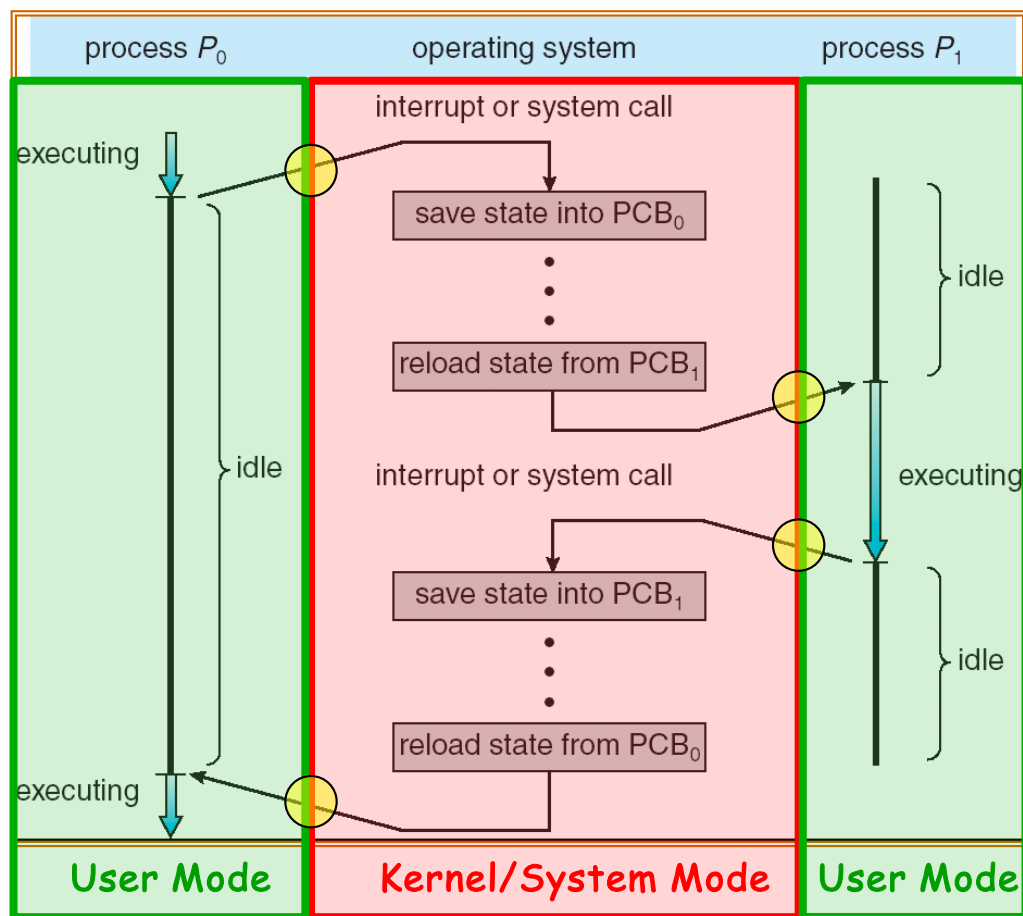 process P₀ operating system process P₁
interrupt or system call
executing
save state into PCB₀
idle
reload state from PCB₁
idle
interrupt or system call
executing
save state into PCB₁
idle
reload state from PCB₀
executing
User Mode Kernel/System Mode User Mode